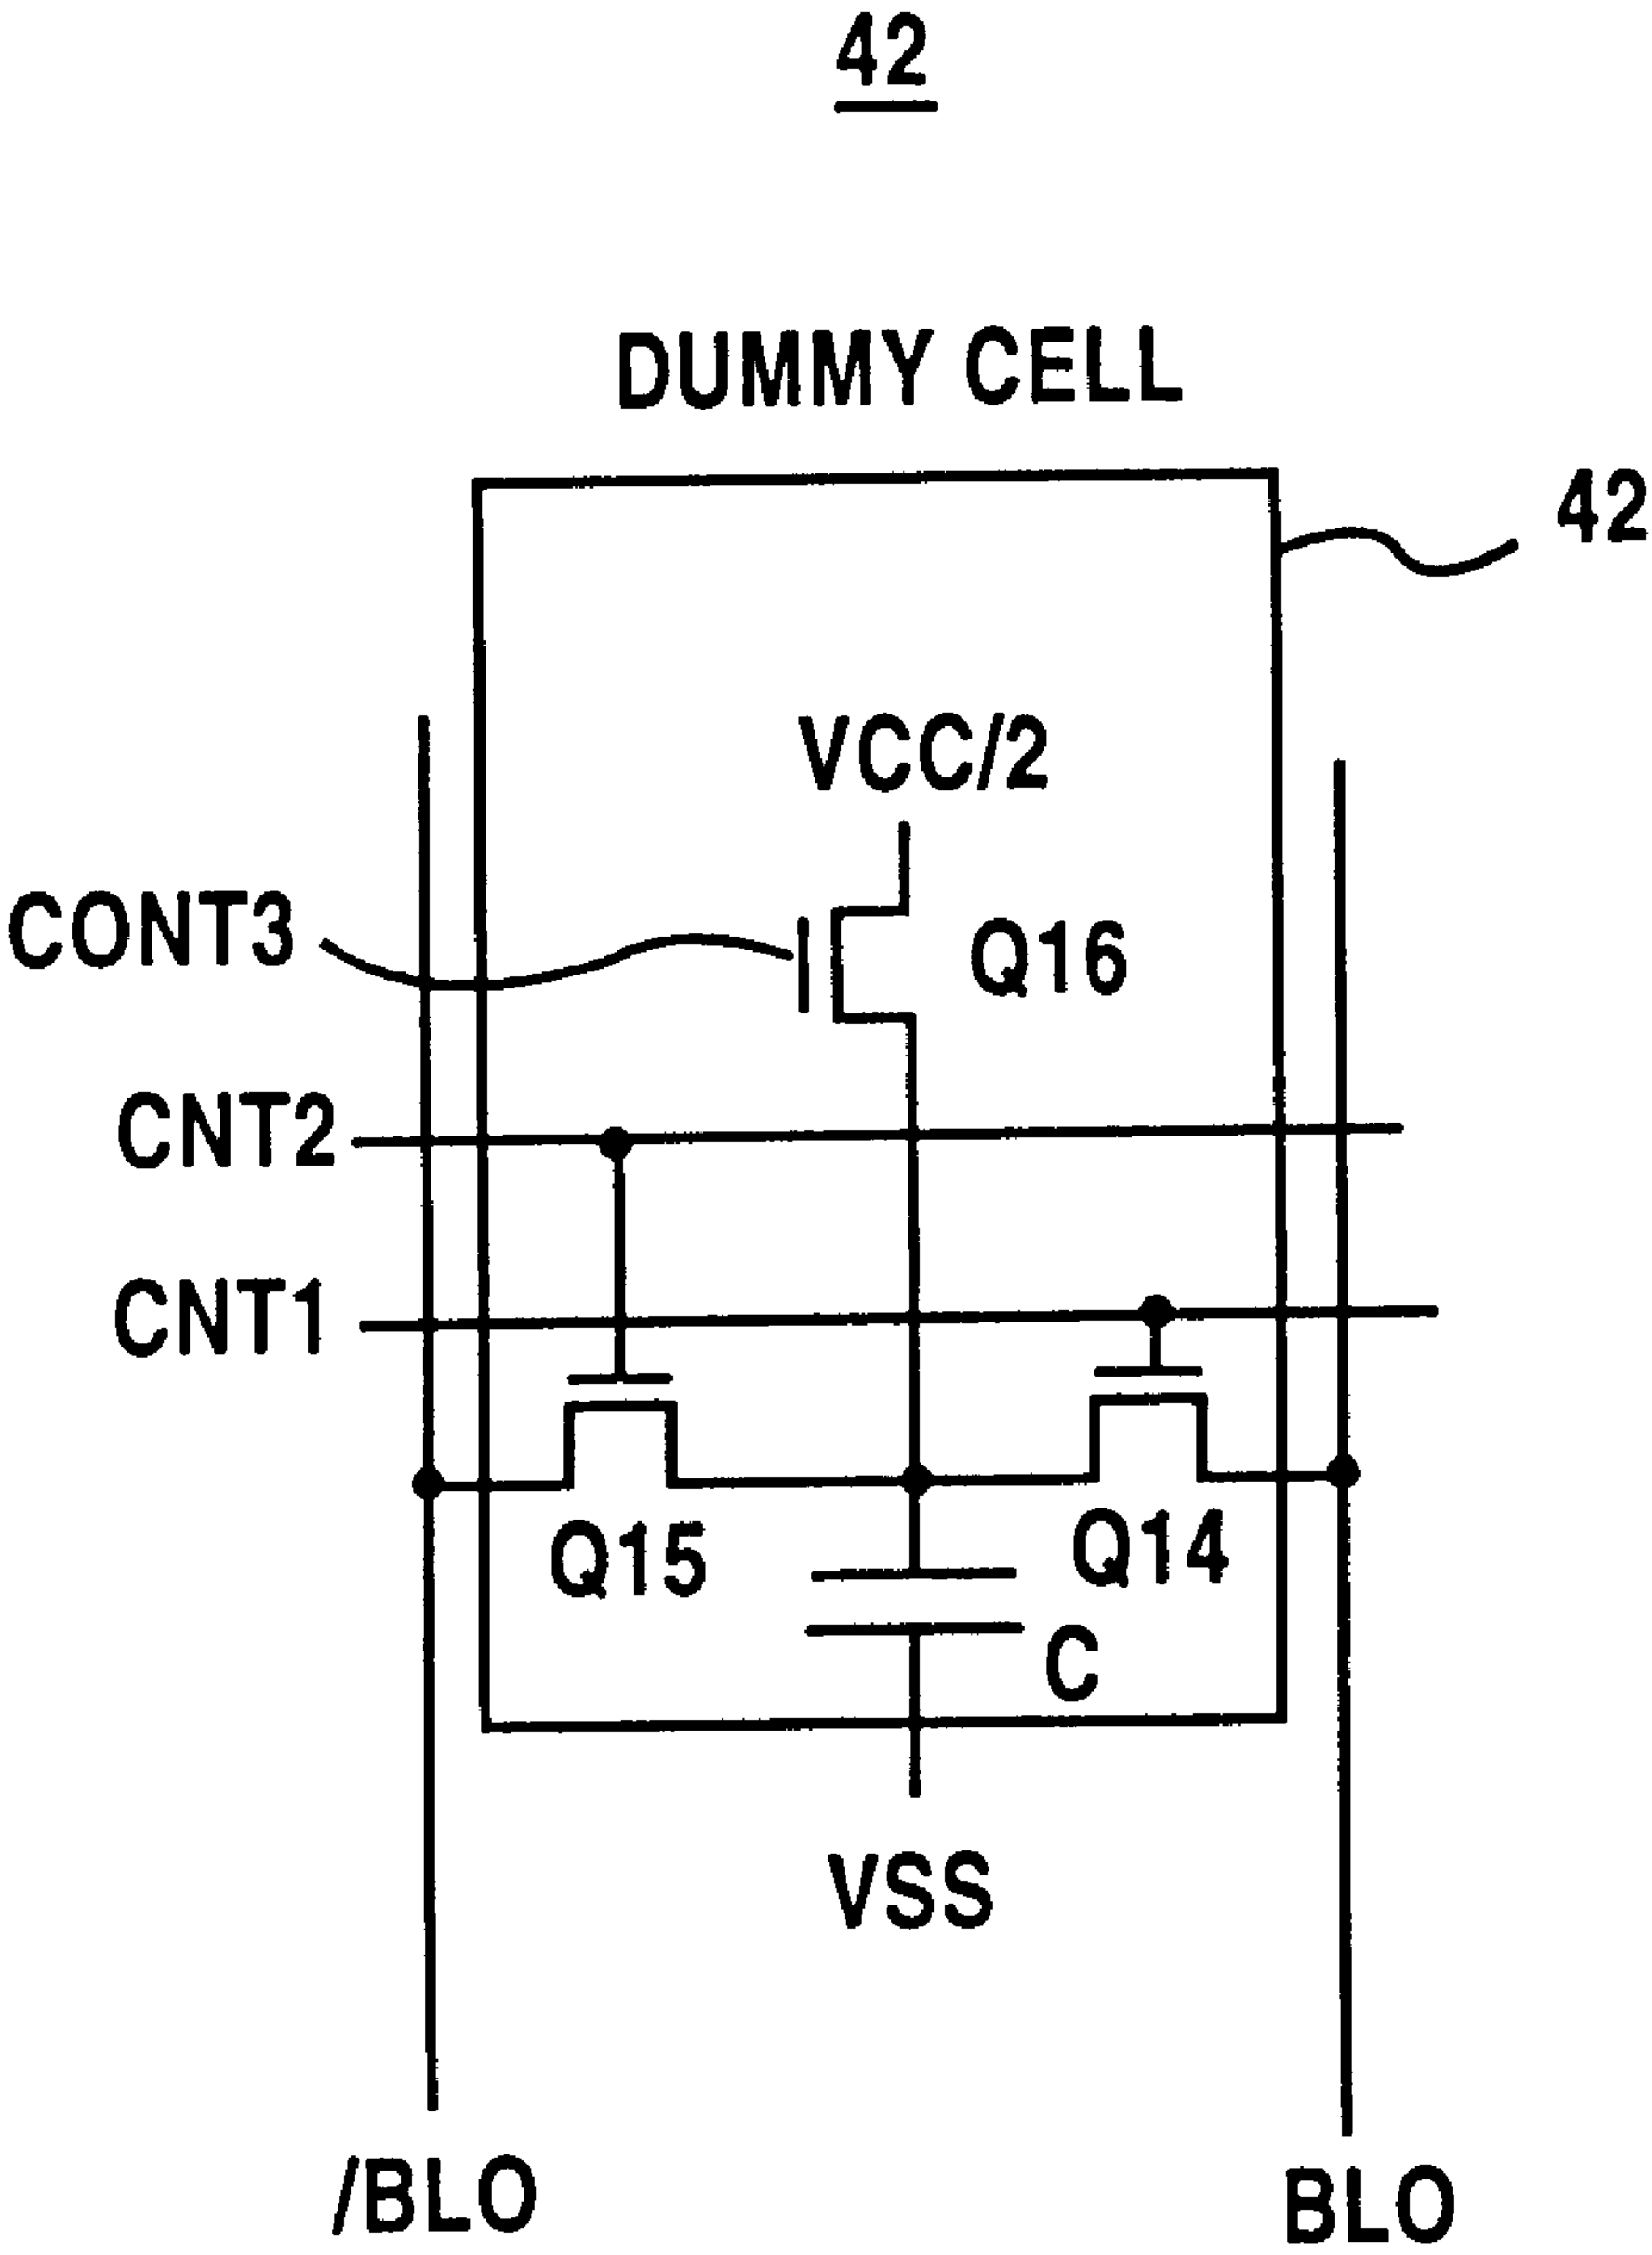 42
DUMMY CELL
42
VCC/2
CONT3
Q16
CNT2
CNT1
Q15
Q14
C
VSS
/BLO
BLO